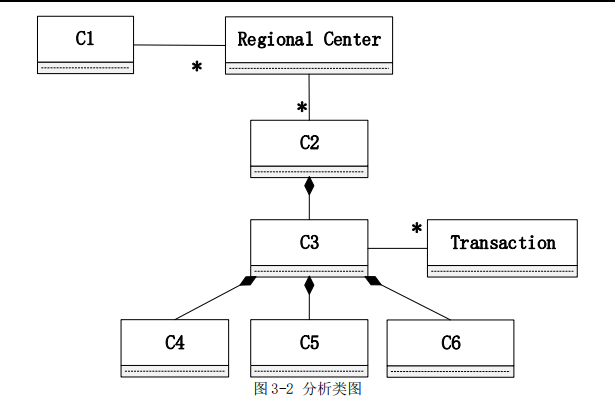 C1
Regional Center
*
*
C2
C3
*
Transaction
C4
C5
C6
图3-2 分析类图